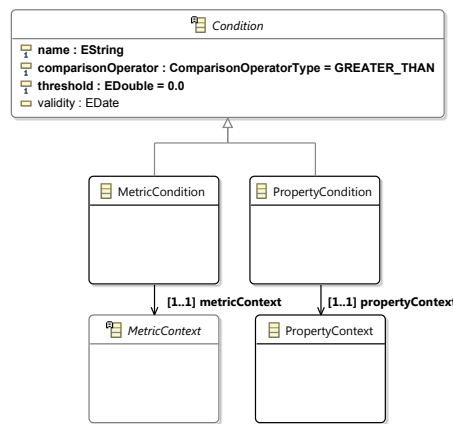 Condition
name : EString
comparisonOperator : ComparisonOperatorType = GREATER_THAN
threshold : EDouble = 0.0
validity : EDate
MetricCondition
PropertyCondition
[1..1] metricContext
[1..1] propertyContext
MetricContext
PropertyContext